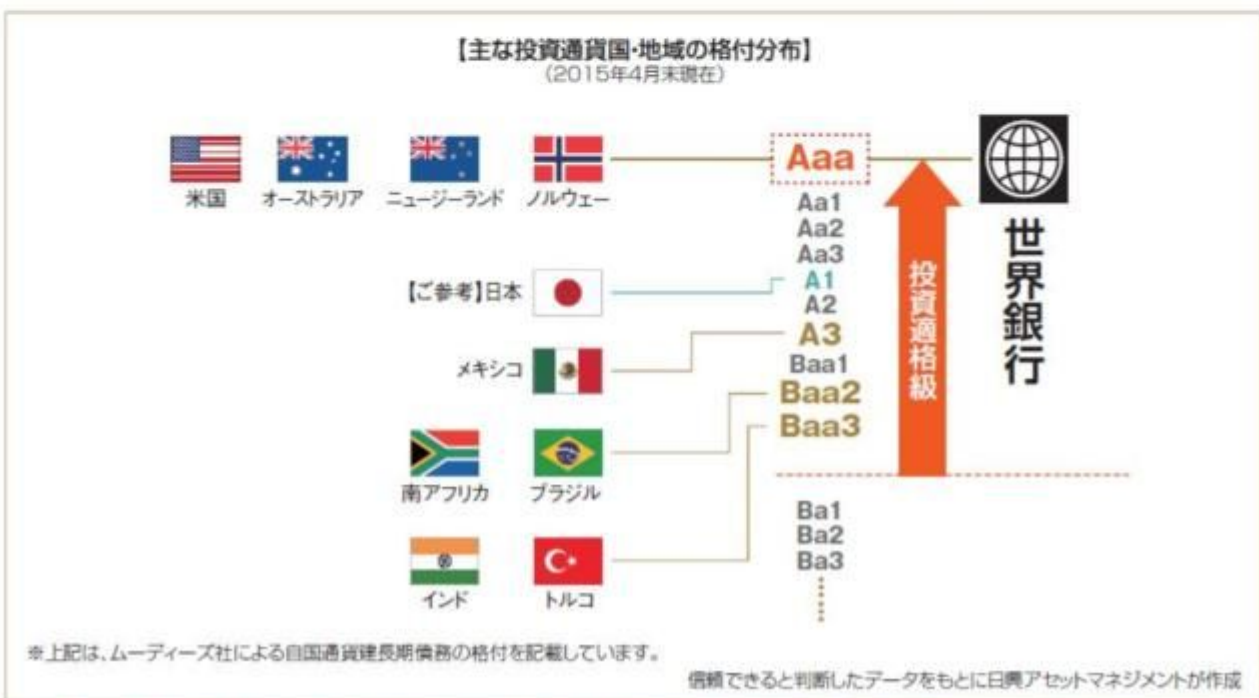 【主な投資通貨国・地域の格付分布】
（2015年4月末現在）
米国
オーストラリア
ニュージーランド
ノルウェー
Aaa
Aa1
Aa2
Aa3
【ご参考】日本
A1
A2
メキシコ
A3
Baa1
Baa2
Baa3
南アフリカ
ブラジル
Ba1
Ba2
Ba3
インド
トルコ
投資適格級
世界銀行
※上記は、ムーディーズ社による自国通貨建長期債務の格付を記載しています。
信頼できると判断したデータをもとに日興アセットマネジメントが作成